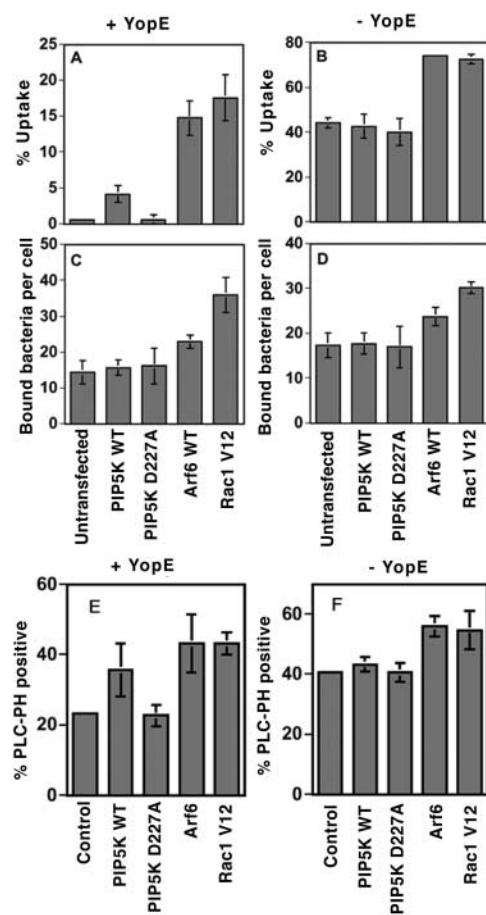 + YopE
- YopE
A
% Uptake
25
20
15
10
5
0
B
% Uptake
80
60
40
20
0
C
Bound bacteria per cell
50
40
30
20
10
0
D
Bound bacteria per cell
40
30
20
10
0
Untransfected
PIP5K WT
PIP5K D227A
Arf6 WT
Rac1 V12
Untransfected
PIP5K WT
PIP5K D227A
Arf6 WT
Rac1 V12
+ YopE
- YopE
E
% PLC-PH positive
60
40
20
0
F
% PLC-PH positive
60
40
20
0
Control
PIP5K WT
PIP5K D227A
Arf6
Rac1 V12
Control
PIP5K WT
PIP5K D227A
Arf6
Rac1 V12